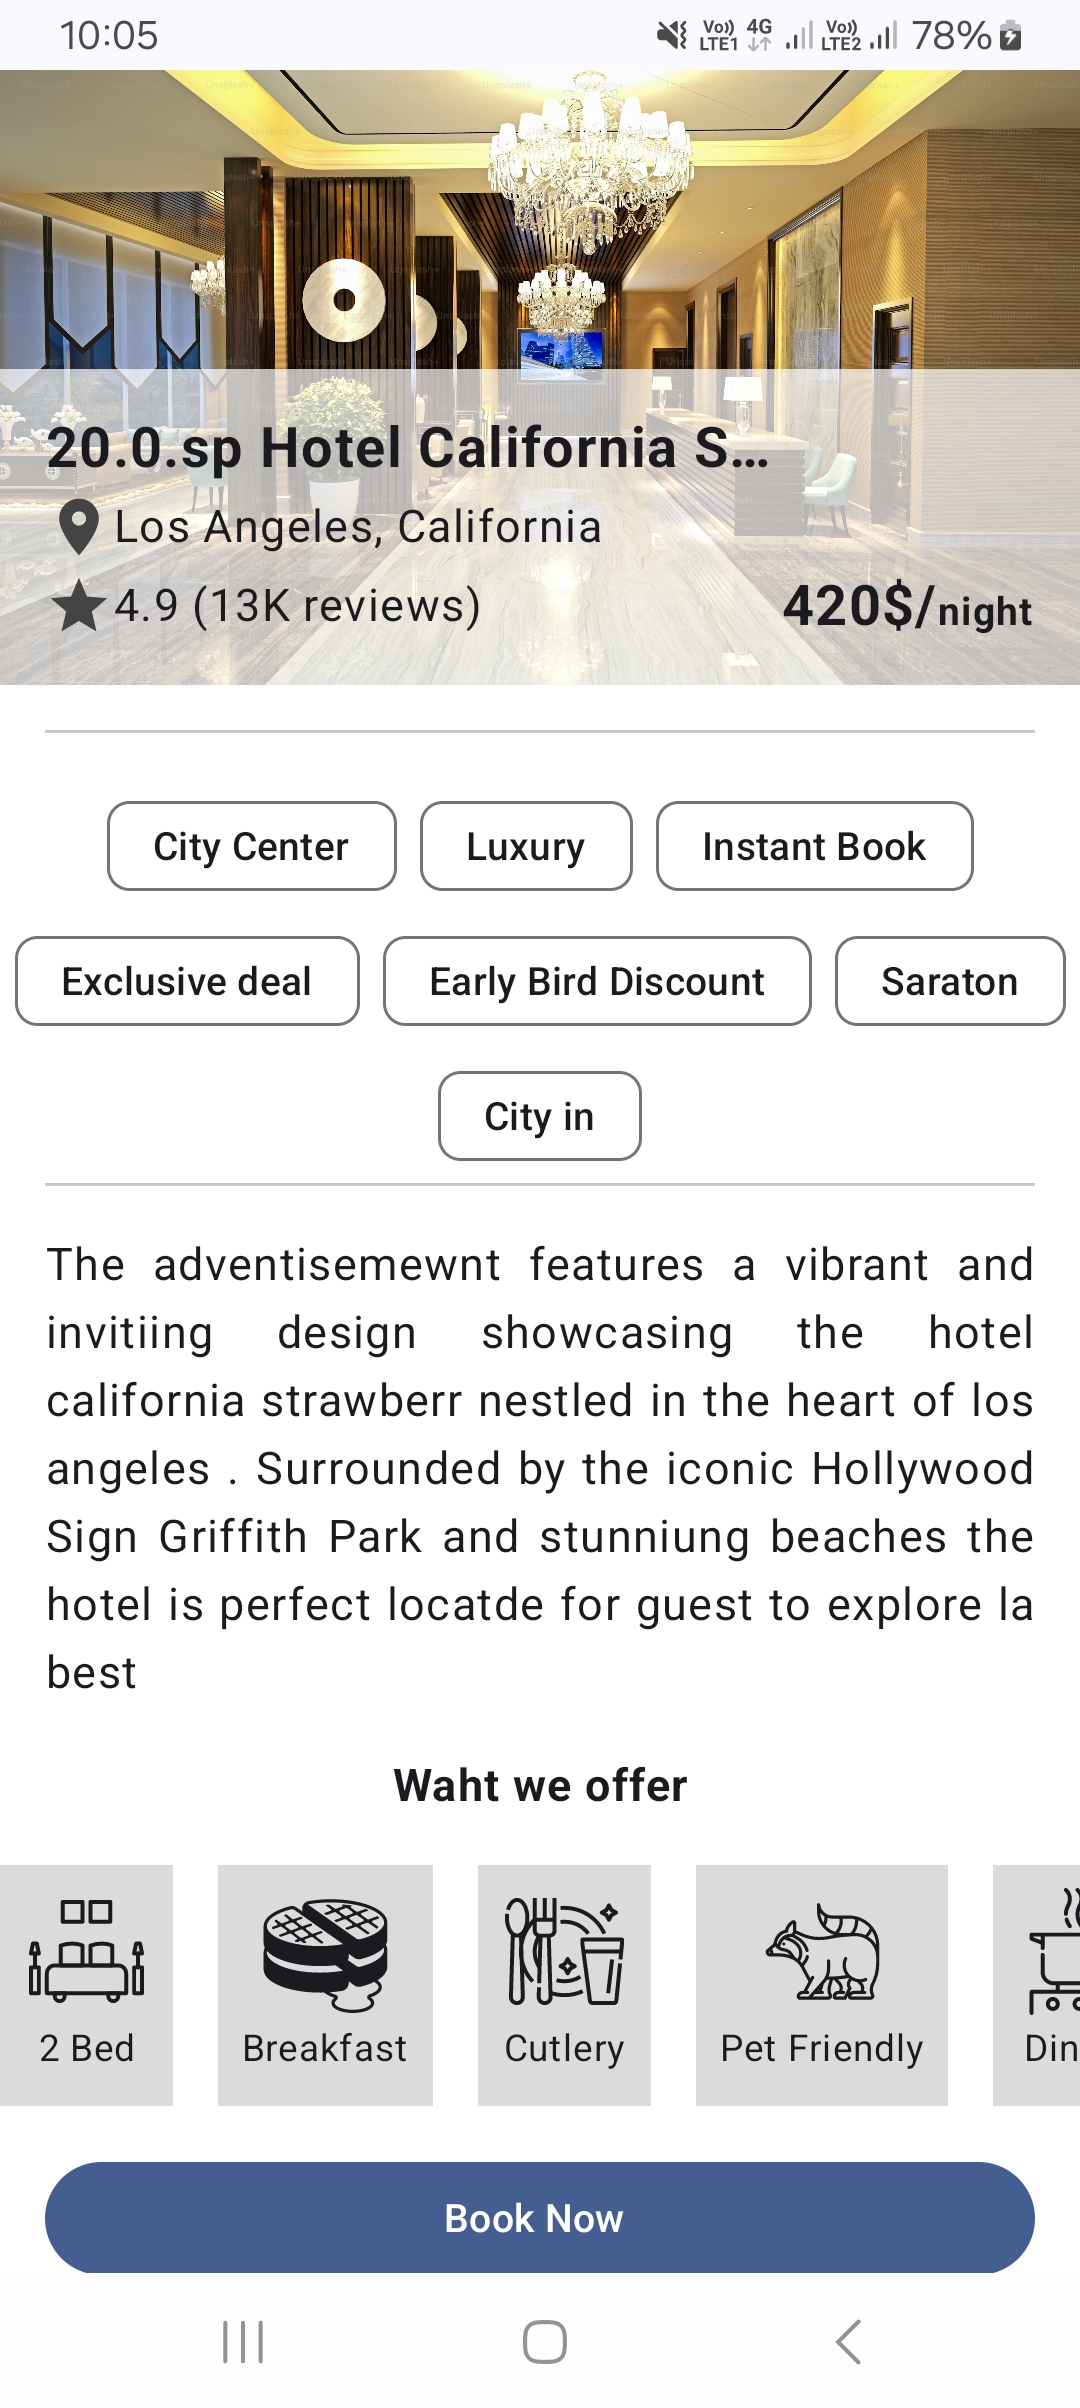 10:05
Vo)) LTE1 4G Vo)) LTE2 78%
20.0.sp Hotel California S...
Los Angeles, California
4.9 (13K reviews)
420$/night
City Center
Luxury
Instant Book
Exclusive deal
Early Bird Discount
Saraton
City in
The adventisemewnt features a vibrant and
invitiing design showcasing the hotel
california strawberr nestled in the heart of los
angeles . Surrounded by the iconic Hollywood
Sign Griffith Park and stunniung beaches the
hotel is perfect locatde for guest to explore la
best
Waht we offer
2 Bed
Breakfast
Cutlery
Pet Friendly
Din
Book Now